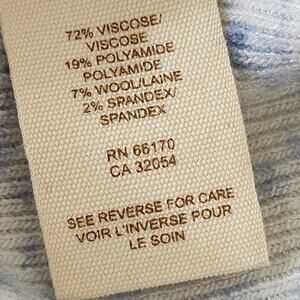 72% VISCOSE/
VISCOSE
19% POLYAMIDE
POLYAMIDE
7% WOOL/LAINE
2% SPANDEX/
SPANDEX
RN 66170
CA 32054
SEE REVERSE FOR CARE
VOIR L'INVERSE POUR
LE SOIN